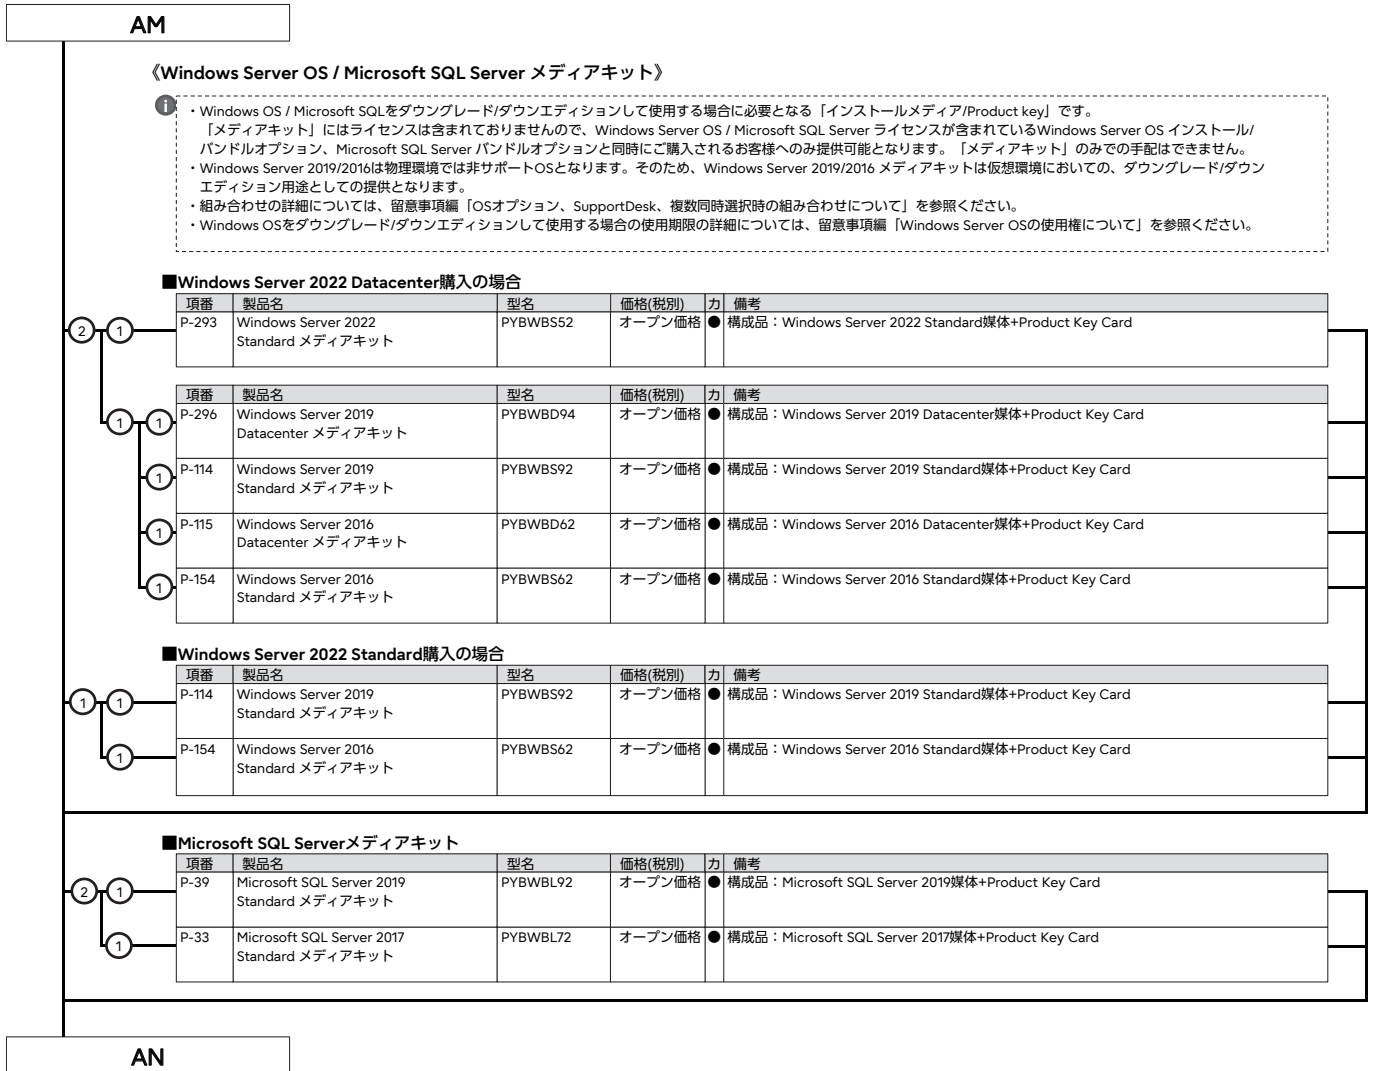 AM
《Windows Server OS / Microsoft SQL Server メディアキット》
i
・Windows OS / Microsoft SQLをダウングレード/ダウンエディションして使用する場合に必要となる「インストールメディア/Product key」です。
「メディアキット」にはライセンスは含まれておりませんので、Windows Server OS / Microsoft SQL Server ライセンスが含まれているWindows Server OS インストール/
バンドルオプション、Microsoft SQL Server バンドルオプションと同時にご購入されるお客様へのみ提供可能となります。「メディアキット」のみでの手配はできません。
・Windows Server 2019/2016は物理環境では非サポートOSとなります。そのため、Windows Server 2019/2016 メディアキットは仮想環境においての、ダウングレード/ダウン
エディション用途としての提供となります。
・組み合わせの詳細については、留意事項編「OSオプション、SupportDesk、複数同時選択時の組み合わせについて」を参照ください。
・Windows OSをダウングレード/ダウンエディションして使用する場合の使用期限の詳細については、留意事項編「Windows Server OSの使用権について」を参照ください。
■Windows Server 2022 Datacenter購入の場合
項番 製品名 型名 価格(税別) カ 備考
2 1 P-293 Windows Server 2022 PYBWBS52 オープン価格 ● 構成品：Windows Server 2022 Standard媒体+Product Key Card
Standard メディアキット
項番 製品名 型名 価格(税別) カ 備考
1 1 P-296 Windows Server 2019 PYBWBD94 オープン価格 ● 構成品：Windows Server 2019 Datacenter媒体+Product Key Card
Datacenter メディアキット
1 P-114 Windows Server 2019 PYBWBS92 オープン価格 ● 構成品：Windows Server 2019 Standard媒体+Product Key Card
Standard メディアキット
1 P-115 Windows Server 2016 PYBWBD62 オープン価格 ● 構成品：Windows Server 2016 Datacenter媒体+Product Key Card
Datacenter メディアキット
1 P-154 Windows Server 2016 PYBWBS62 オープン価格 ● 構成品：Windows Server 2016 Standard媒体+Product Key Card
Standard メディアキット
■Windows Server 2022 Standard購入の場合
項番 製品名 型名 価格(税別) カ 備考
1 1 P-114 Windows Server 2019 PYBWBS92 オープン価格 ● 構成品：Windows Server 2019 Standard媒体+Product Key Card
Standard メディアキット
1 P-154 Windows Server 2016 PYBWBS62 オープン価格 ● 構成品：Windows Server 2016 Standard媒体+Product Key Card
Standard メディアキット
■Microsoft SQL Serverメディアキット
項番 製品名 型名 価格(税別) カ 備考
2 1 P-39 Microsoft SQL Server 2019 PYBWBL92 オープン価格 ● 構成品：Microsoft SQL Server 2019媒体+Product Key Card
Standard メディアキット
1 P-33 Microsoft SQL Server 2017 PYBWBL72 オープン価格 ● 構成品：Microsoft SQL Server 2017媒体+Product Key Card
Standard メディアキット
AN